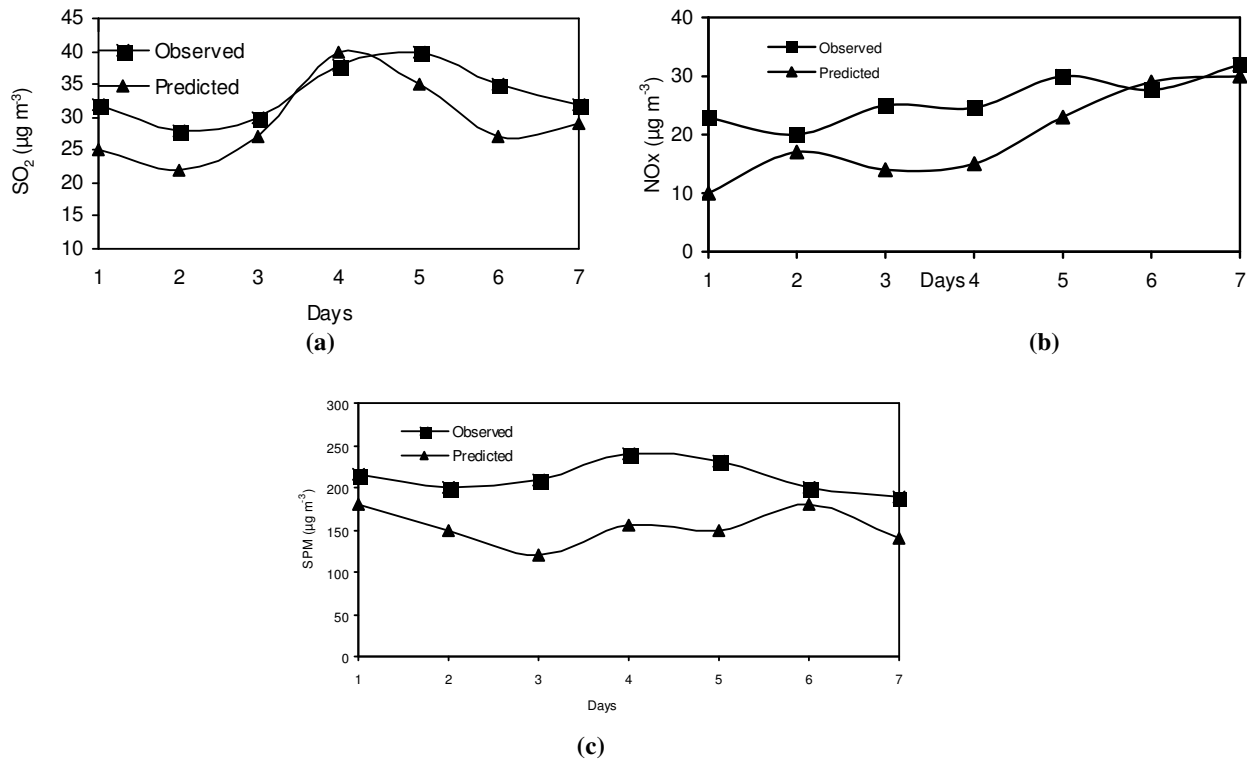 45
40
35
30
25
20
15
10
SO₂ (µg m⁻³)
Observed
Predicted
1 2 3 4 5 6 7
Days
(a)
40
30
20
10
0
NOx (µg m⁻³)
Observed
Predicted
1 2 3 Days 4 5 6 7
(b)
300
250
200
150
100
50
0
SPM (µg m⁻³)
Observed
Predicted
1 2 3 4 5 6 7
Days
(c)